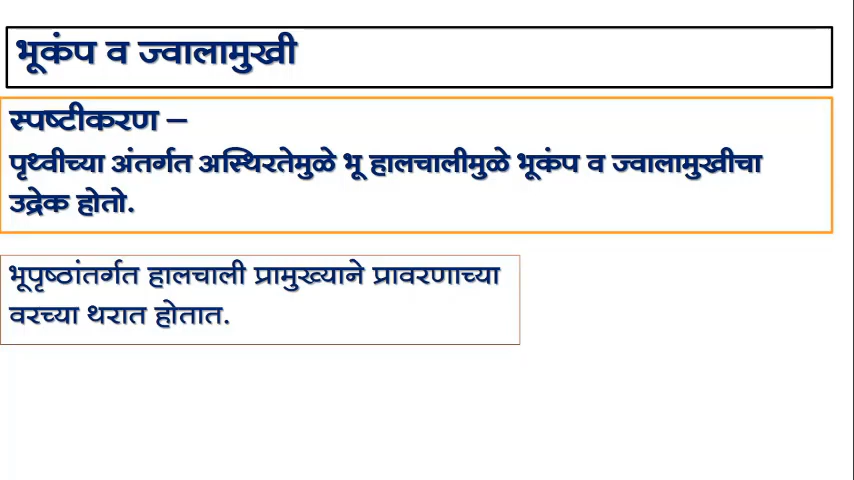 भूकंप व ज्वालामुखी
स्पष्टीकरण –
पृथ्वीच्या अंतर्गत अस्थिरतेमुळे भू हालचालीमुळे भूकंप व ज्वालामुखीचा
उद्रेक होतो.
भूपृष्ठांतर्गत हालचाली प्रामुख्याने प्रावरणाच्या
वरच्या थरात होतात.